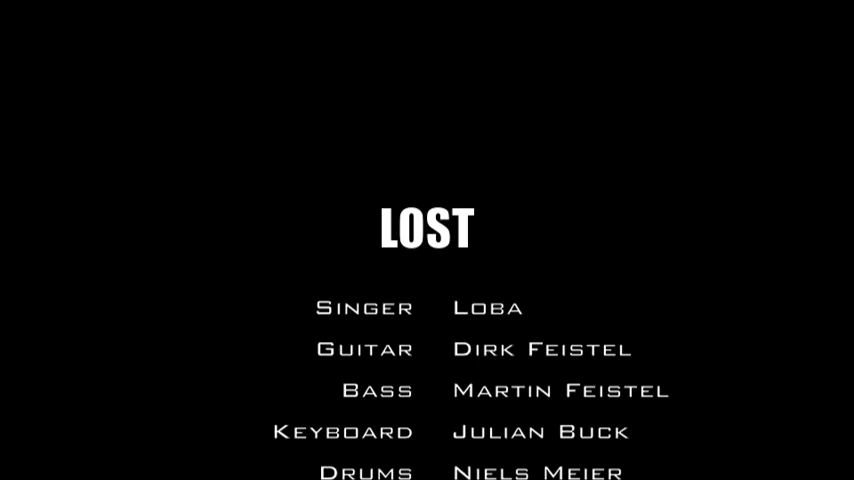 LOST
Singer Loba
Guitar Dirk Feistel
Bass Martin Feistel
Keyboard Julian Buck
Drums Niels Meier